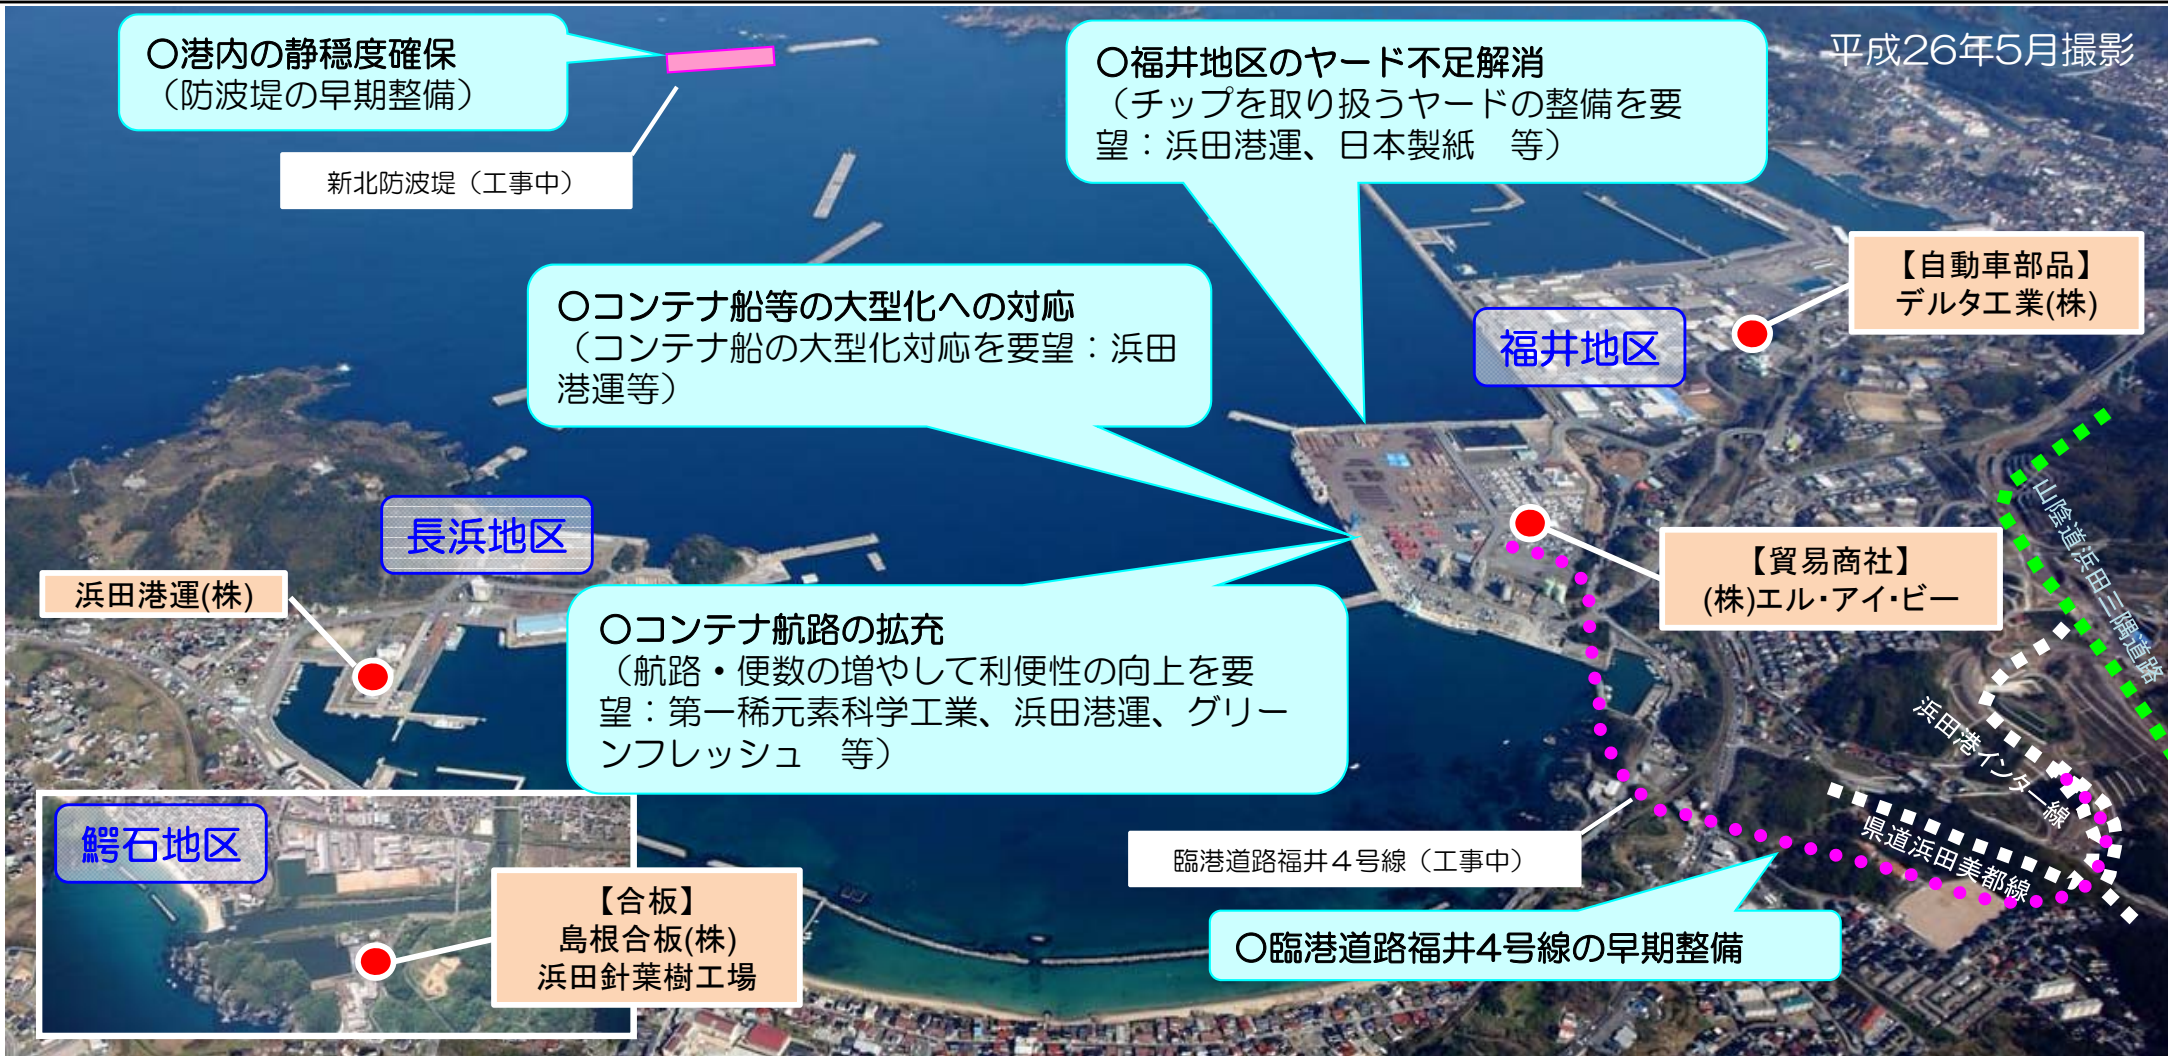 平成26年5月撮影
○港内の静穏度確保
（防波堤の早期整備）
新北防波堤（工事中）
○福井地区のヤード不足解消
（チップを取り扱うヤードの整備を要
望：浜田港運、日本製紙　等）
【自動車部品】
デルタ工業(株)
○コンテナ船等の大型化への対応
（コンテナ船の大型化対応を要望：浜田
港運等）
福井地区
長浜地区
浜田港運(株)
【貿易商社】
(株)エル・アイ・ビー
山陰道浜田三隅道路
○コンテナ航路の拡充
（航路・便数の増やして利便性の向上を要
望：第一稀元素科学工業、浜田港運、グリー
ンフレッシュ　等）
浜田港インター線
県道浜田美都線
鰐石地区
【合板】
島根合板(株)
浜田針葉樹工場
臨港道路福井４号線（工事中）
○臨港道路福井4号線の早期整備